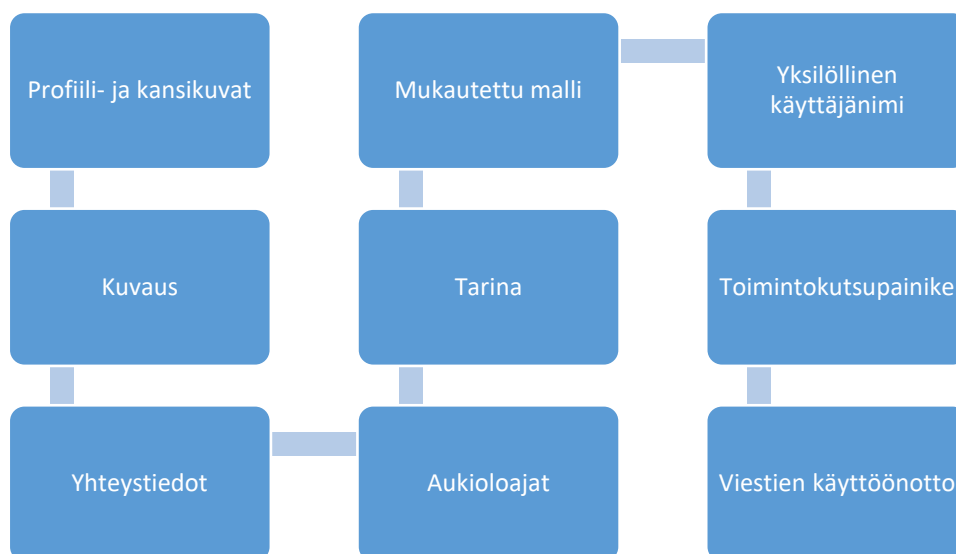 Profiili- ja kansikuvat
Kuvaus
Yhteystiedot
Aukioloajat
Tarina
Mukautettu malli
Yksilöllinen
käyttäjänimi
Toimintokutsupainike
Viestien käyttöönotto